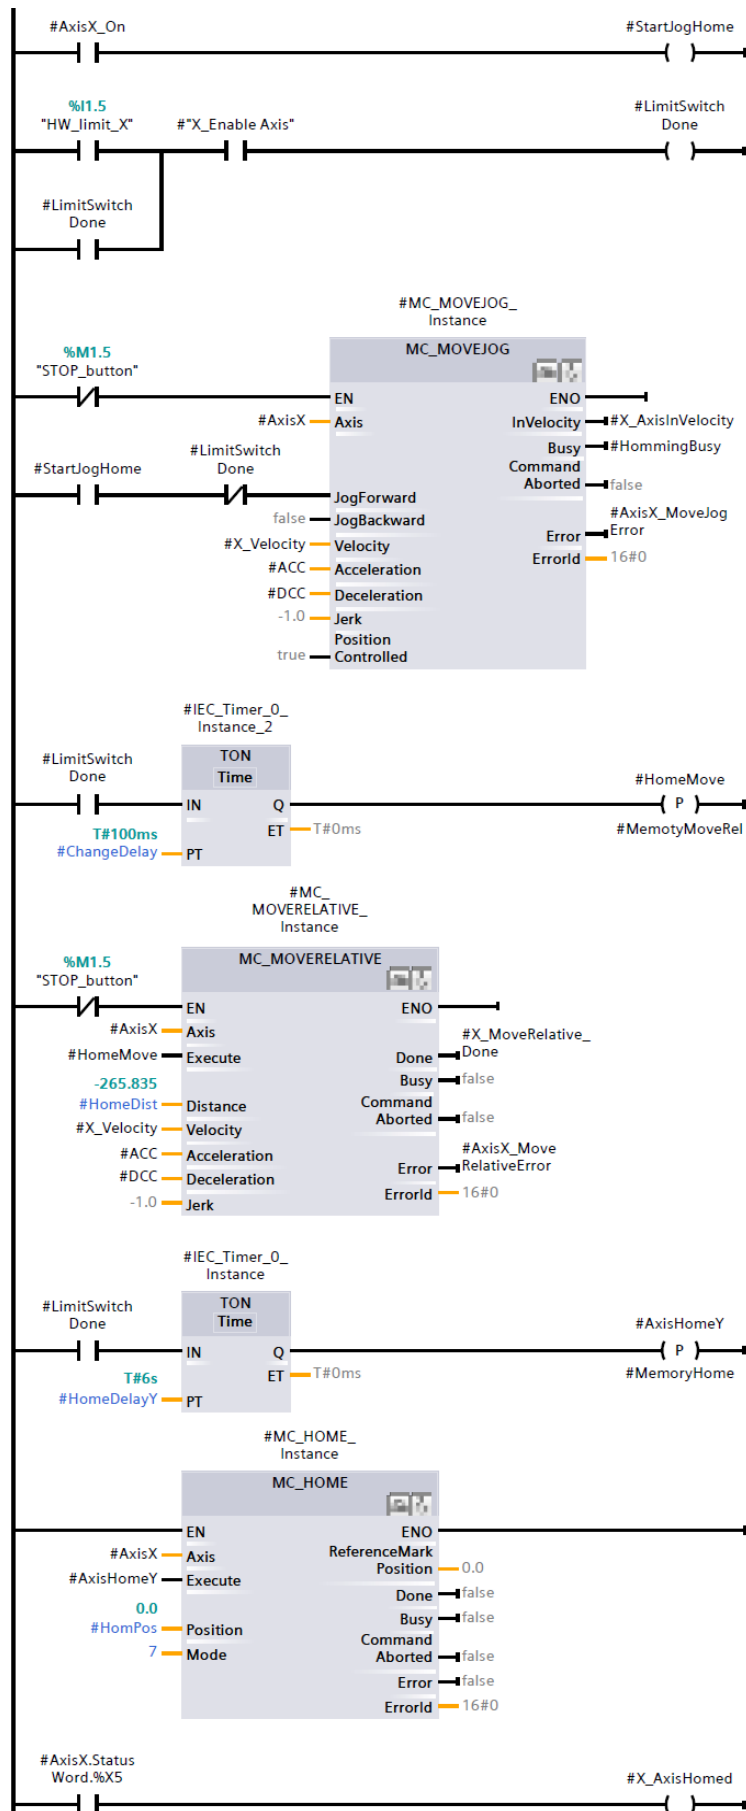 #AxisX_On
#StartJogHome
%I1.5
"HW_limit_X"
#"X_Enable Axis"
#LimitSwitch
Done
#LimitSwitch
Done
#MC_MOVEJOG_
Instance
MC_MOVEJOG
%M1.5
"STOP_button"
EN
ENO
#AxisX
Axis
InVelocity
#X_AxisInVelocity
Busy
#HommingBusy
Command
Aborted
false
#StartJogHome
#LimitSwitch
Done
JogForward
false
JogBackward
#AxisX_MoveJog
Error
Error
#X_Velocity
Velocity
ErrorId
16#0
#ACC
Acceleration
#DCC
Deceleration
-1.0
Jerk
Position
true
Controlled
#IEC_Timer_0_
Instance_2
TON
Time
#LimitSwitch
Done
IN
Q
#HomeMove
P
#MemotyMoveRel
ET
T#0ms
T#100ms
#ChangeDelay
PT
#MC_
MOVERELATIVE_
Instance
MC_MOVERELATIVE
%M1.5
"STOP_button"
EN
ENO
#AxisX
Axis
#HomeMove
Execute
Done
#X_MoveRelative_
Done
Busy
false
-265.835
#HomeDist
Distance
Command
Aborted
false
#X_Velocity
Velocity
#ACC
Acceleration
Error
#AxisX_Move
RelativeError
#DCC
Deceleration
ErrorId
16#0
-1.0
Jerk
#IEC_Timer_0_
Instance
TON
Time
#LimitSwitch
Done
IN
Q
#AxisHomeY
P
#MemoryHome
ET
T#0ms
T#6s
#HomeDelayY
PT
#MC_HOME_
Instance
MC_HOME
EN
ENO
#AxisX
Axis
ReferenceMark
Position
0.0
#AxisHomeY
Execute
Done
false
0.0
#HomPos
Position
Busy
false
7
Mode
Command
Aborted
false
Error
false
ErrorId
16#0
#AxisX.Status
Word.%X5
#X_AxisHomed